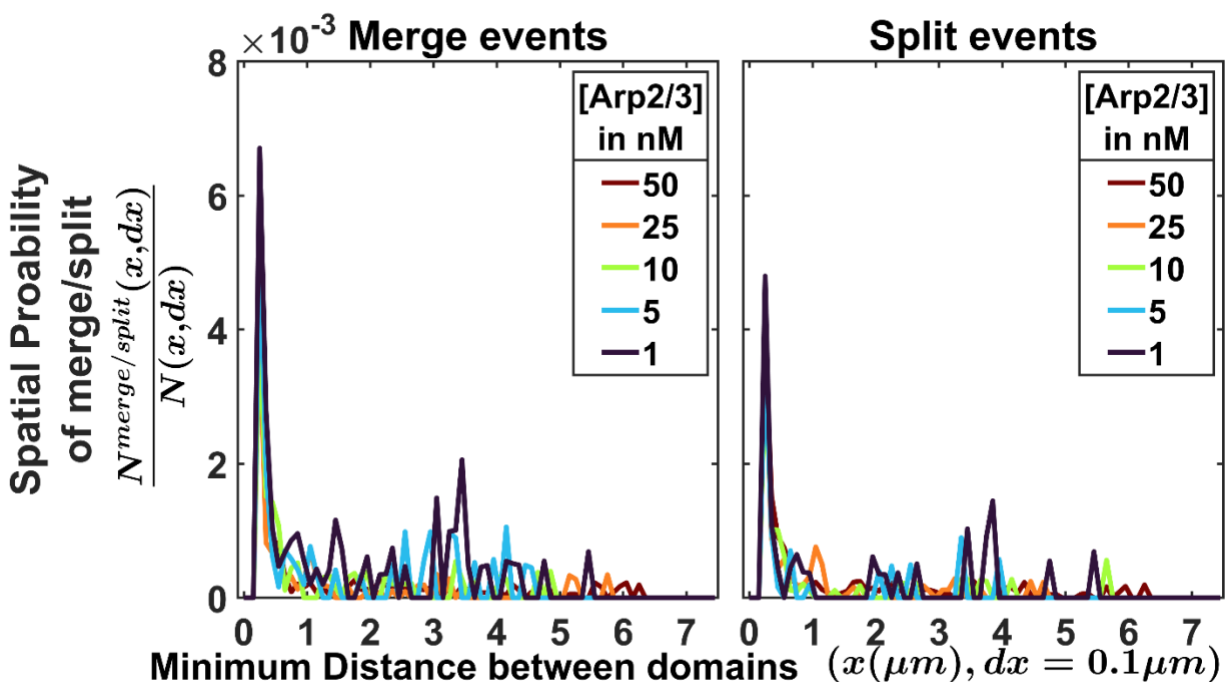 ×10⁻³ Merge events
Split events
Spatial Proability
of merge/split
N^{merge/split}(x,dx)
N(x,dx)
8
6
4
2
0
[Arp2/3]
in nM
50
25
10
5
1
[Arp2/3]
in nM
50
25
10
5
1
0 1 2 3 4 5 6 7
0 1 2 3 4 5 6 7
Minimum Distance between domains (x(μm), dx = 0.1μm)